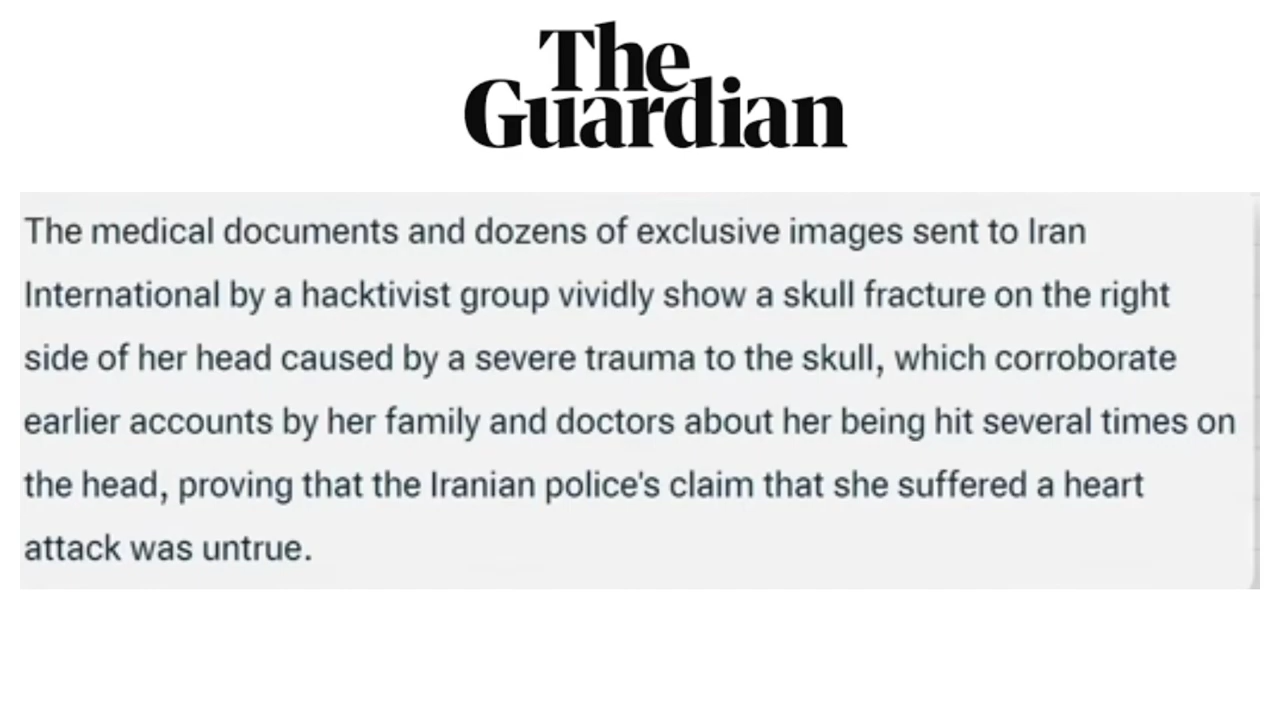 The
Guardian
The medical documents and dozens of exclusive images sent to Iran
International by a hacktivist group vividly show a skull fracture on the right
side of her head caused by a severe trauma to the skull, which corroborate
earlier accounts by her family and doctors about her being hit several times on
the head, proving that the Iranian police's claim that she suffered a heart
attack was untrue.